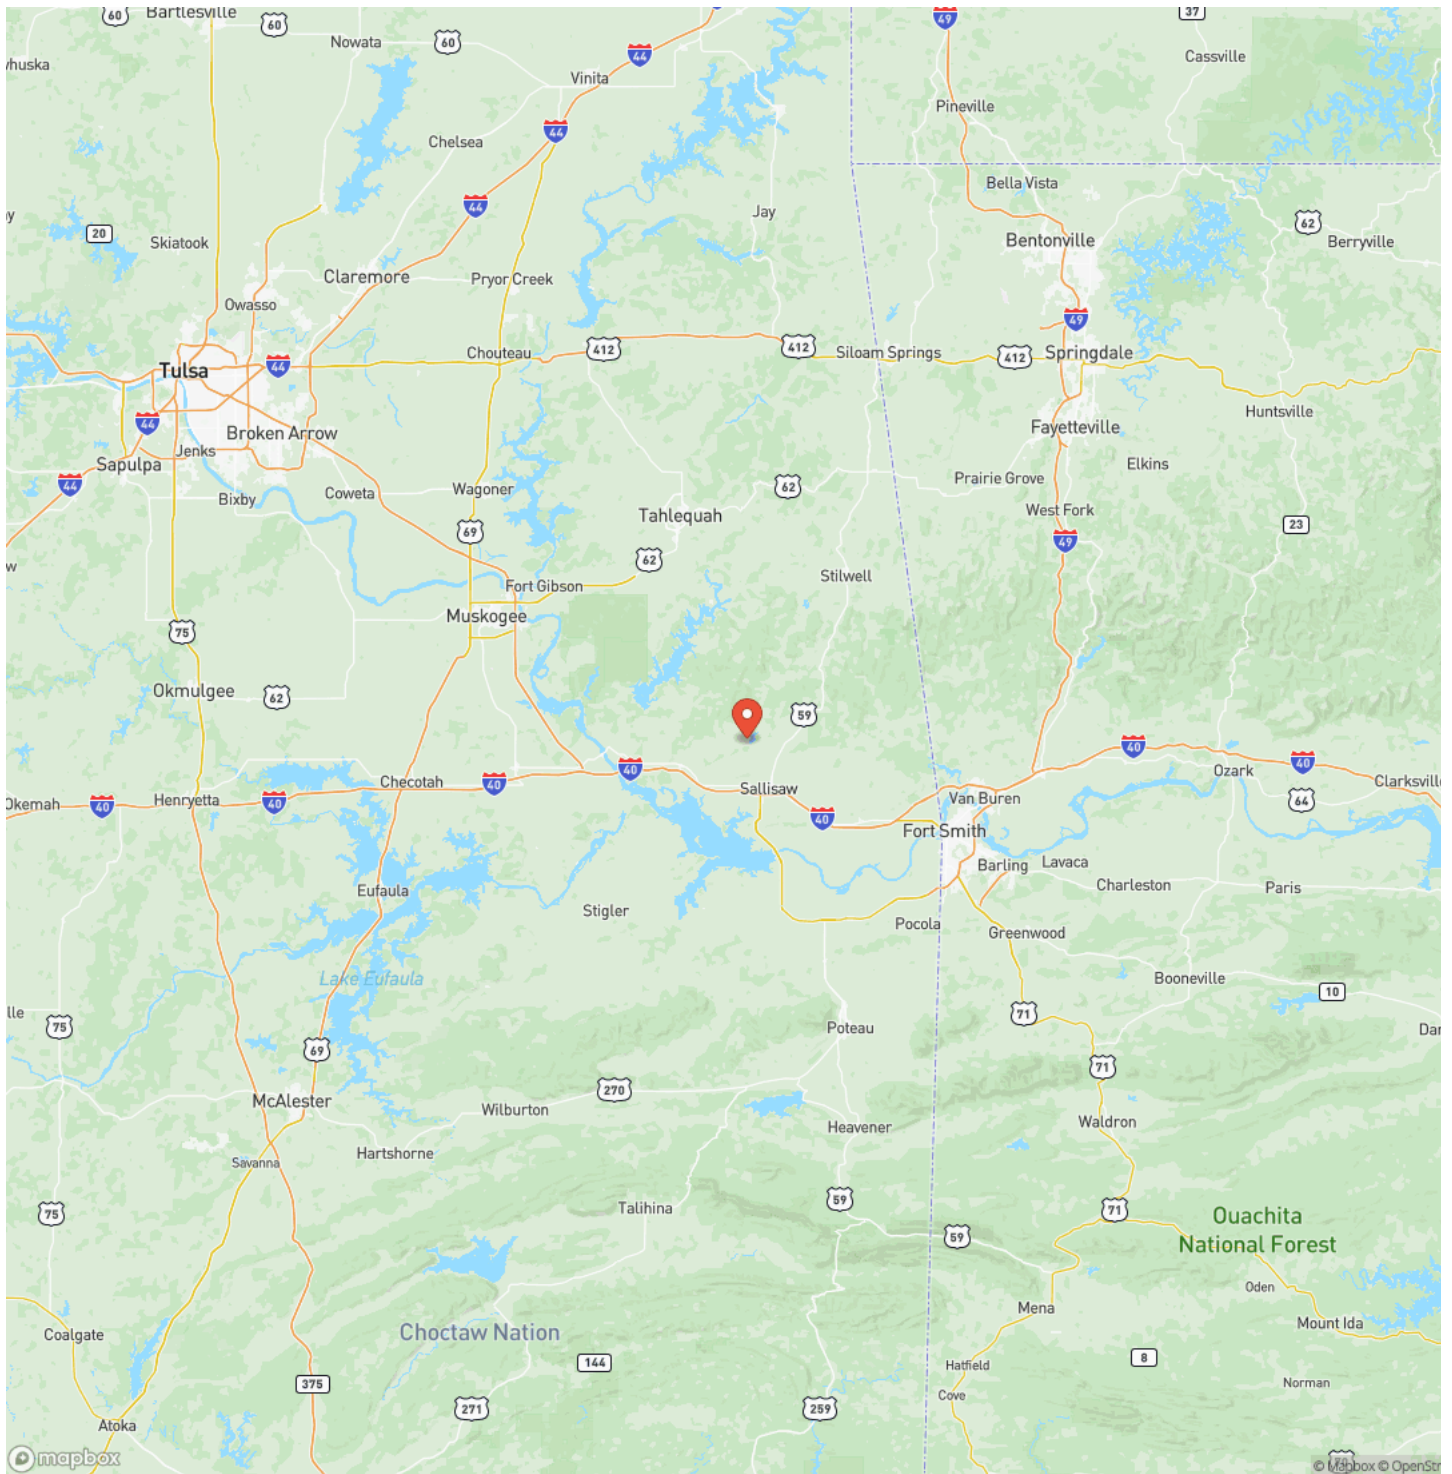 60
Bartlesville
60
Nowata
60
44
49
37
Cassville
whuska
Vinita
Pineville
Chelsea
44
Bella Vista
44
Jay
62
Berryville
20
Skiatook
Bentonville
Claremore
Pryor Creek
Owasso
49
Chouteau
412
412
Siloam Springs
412
Springdale
Tulsa
44
Huntsville
44
Broken Arrow
Fayetteville
Jenks
Sapulpa
Elkins
44
Bixby
Coweta
Wagoner
62
Prairie Grove
Tahlequah
West Fork
23
69
49
62
Stilwell
Fort Gibson
Muskogee
75
Okmulgee
62
59
40
Checotah
40
40
Sallisaw
Ozark
40
Clarksville
Okemah
40
Henryetta
40
40
Van Buren
64
Fort Smith
Barling
Lavaca
Charleston
Paris
Eufaula
Stigler
Pocola
Greenwood
Lake Eufaula
Booneville
10
lle
75
71
Poteau
Dar
69
71
McAlester
270
Wilburton
Heavener
Waldron
Hartshorne
Savanna
75
Talihina
59
71
Ouachita
National Forest
59
Oden
Mena
Mount Ida
Coalgate
Choctaw Nation
144
8
Hatfield
375
Norman
Cove
271
259
Atoka
mapbox
70
© Mapbox © OpenStr